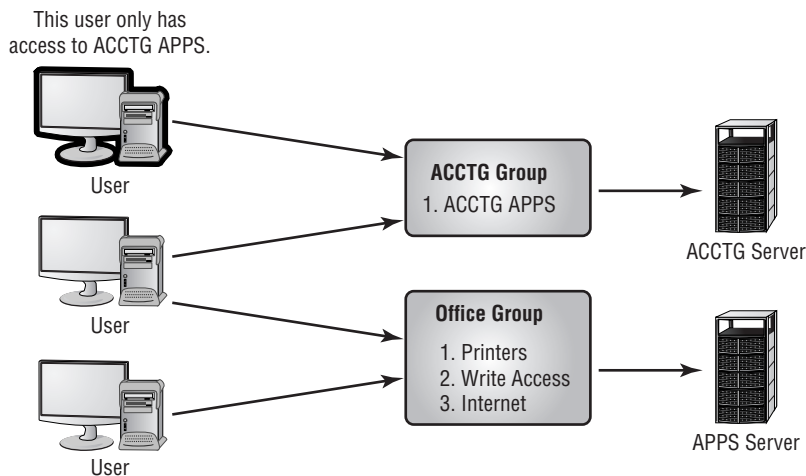 This user only has
access to ACCTG APPS.
User
ACCTG Group
1. ACCTG APPS
ACCTG Server
User
Office Group
1. Printers
2. Write Access
3. Internet
APPS Server
User